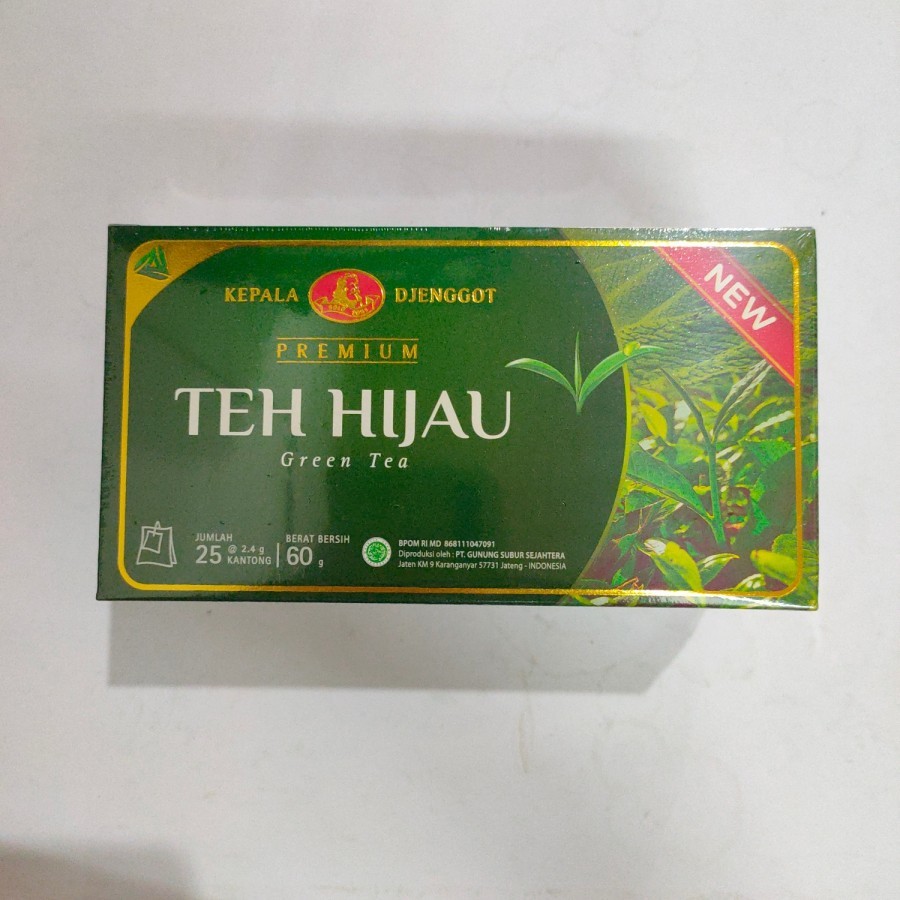 NEW
KEPALA DJENGGOT
PREMIUM
TEH HIJAU
Green Tea
JUMLAH
25 @ 2.4 g KANTONG
BERAT BERSIH
60 g
BPOM RI MD 868111047091
Diproduksi oleh : PT. GUNUNG SUBUR SEJAHTERA
Jaten KM 9 Karanganyar 57731 Jateng - INDONESIA